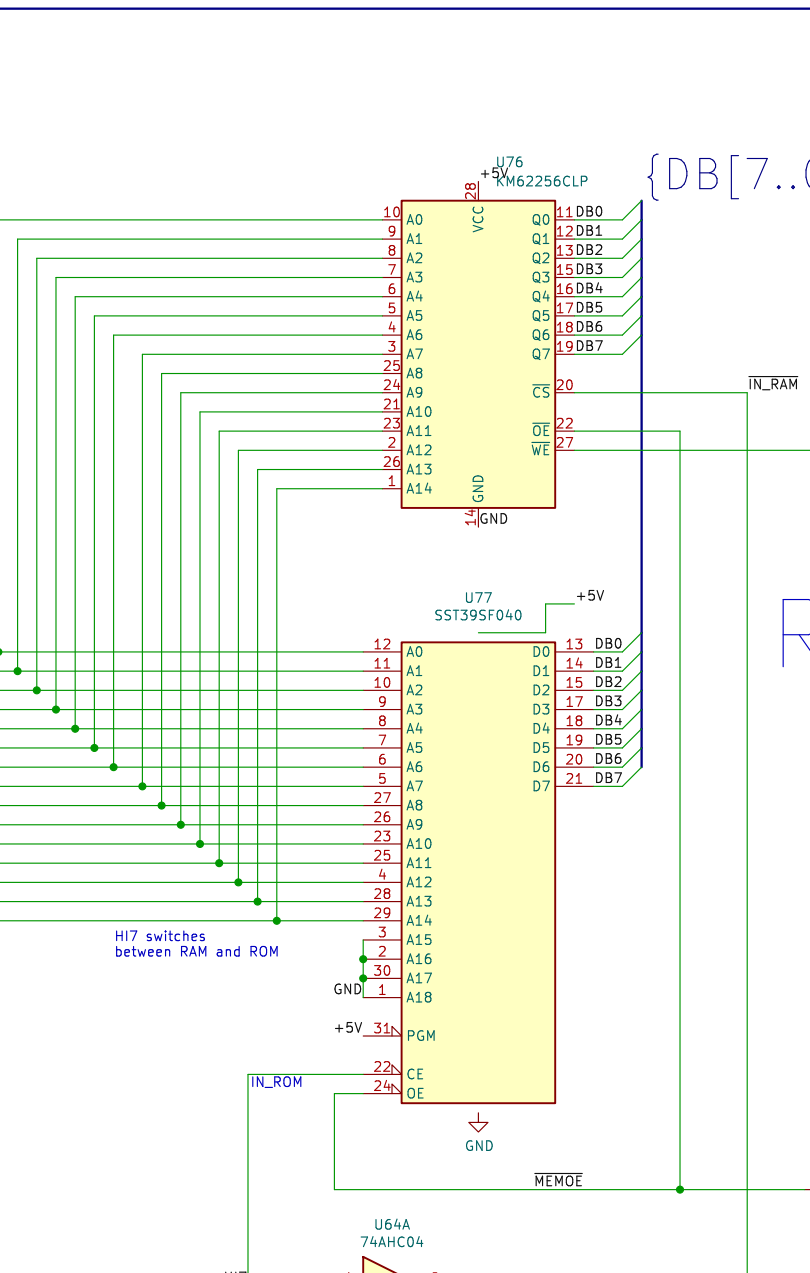 U76
+5V
KM62256CLP
{DB[7..
28
VCC
10 A0 Q0 11 DB0
9 A1 Q1 12 DB1
8 A2 Q2 13 DB2
7 A3 Q3 15 DB3
6 A4 Q4 16 DB4
5 A5 Q5 17 DB5
4 A6 Q6 18 DB6
3 A7 Q7 19 DB7
25 A8
24 A9 CS 20 IN_RAM
21 A10
23 A11 OE 22
2 A12 WE 27
26 A13
1 A14
GND
14 GND
U77
+5V
SST39SF040
12 A0 D0 13 DB0
11 A1 D1 14 DB1
10 A2 D2 15 DB2
9 A3 D3 17 DB3
8 A4 D4 18 DB4
7 A5 D5 19 DB5
6 A6 D6 20 DB6
5 A7 D7 21 DB7
27 A8
26 A9
23 A10
25 A11
4 A12
28 A13
29 A14
HI7 switches
between RAM and ROM
3 A15
2 A16
30 A17
GND 1 A18
+5V 31 PGM
22 CE
IN_ROM
24 OE
GND
MEMOE
U64A
74AHC04